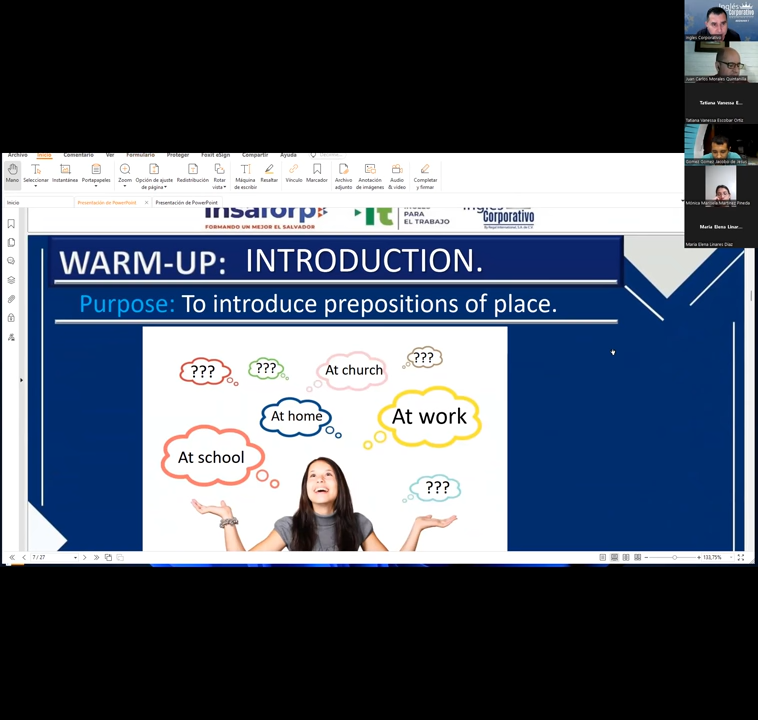 Inglés
Corporativo
Ingles Corporativo
Juan Carlos Morales Quintanilla
Tatiana Vanessa E...
Tatiana Vanessa Escobar Ortiz
Mónica Marisela Martínez Pineda
Maria Elena Linar...
Maria Elena Linares Diaz
Archivo Inicio Comentario Ver Formulario Proteger Foxit eSign Compartir Ayuda
Mano Seleccionar Instantánea Portapapeles Zoom Opción de ajuste de página Redistribución Rotar vista Máquina de escribir Resaltar Vínculo Marcador Archivo adjunto Anotación de imágenes Audio & vídeo Completar y firmar
Inicio Presentación de PowerPoint × Presentación de PowerPoint
insaforp
FORMANDO UN MEJOR EL SALVADOR
it
PARA
EL TRABAJO
Inglés
Corporativo
WARM-UP: INTRODUCTION.
Purpose: To introduce prepositions of place.
??? ??? At church ???
At home At work
At school
???
7 / 27
133,75%